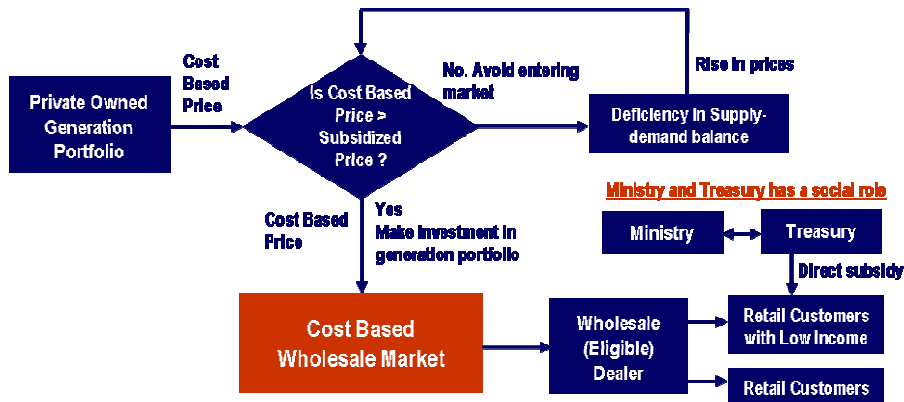 Private Owned
Generation
Portfolio
Cost
Based
Price
Is Cost Based
Price >
Subsidized
Price ?
No. Avoid entering
market
Rise in prices
Deficiency in Supply-
demand balance
Cost Based
Price
Yes
Make investment in
generation portfolio
Ministry and Treasury has a social role
Ministry
Treasury
Direct subsidy
Cost Based
Wholesale Market
Wholesale
(Eligible)
Dealer
Retail Customers
with Low Income
Retail Customers